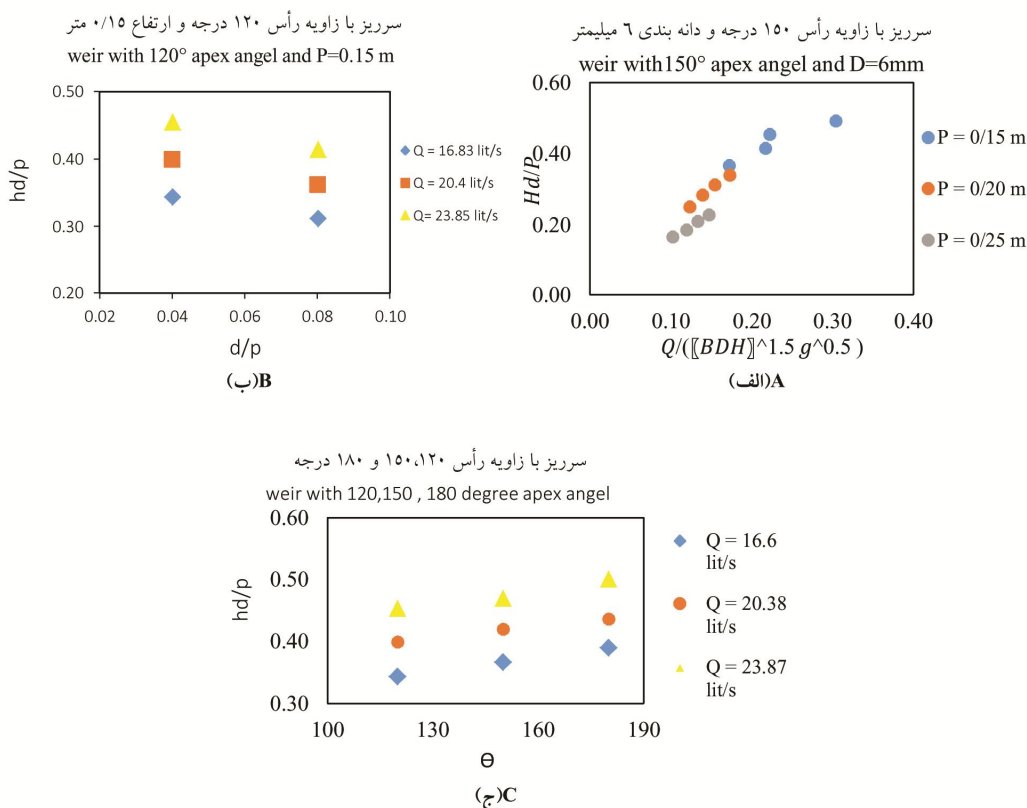 سرریز با زاویه رأس ۱۲۰ درجه و ارتفاع ۰/۱۵ متر
weir with 120° apex angel and P=0.15 m
hd/p
0.50
0.40
0.30
0.20
0.02
0.04
0.06
0.08
0.10
d/p
Q = 16.83 lit/s
Q = 20.4 lit/s
Q= 23.85 lit/s
B(ب)
سرریز با زاویه رأس ۱۵۰ درجه و دانه بندی ٦ میلیمتر
weir with150° apex angel and D=6mm
Hd/P
0.60
0.40
0.20
0.00
0.00
0.10
0.20
0.30
0.40
Q/(〖BDH〗^1.5 g^0.5 )
P = 0/15 m
P = 0/20 m
P = 0/25 m
A(الف)
سرریز با زاویه رأس ۱۵۰،۱۲۰ و ۱۸۰ درجه
weir with 120,150 , 180 degree apex angel
hd/p
0.60
0.50
0.40
0.30
100
130
160
190
Θ
Q = 16.6
lit/s
Q = 20.38
lit/s
Q = 23.87
lit/s
C(ج)